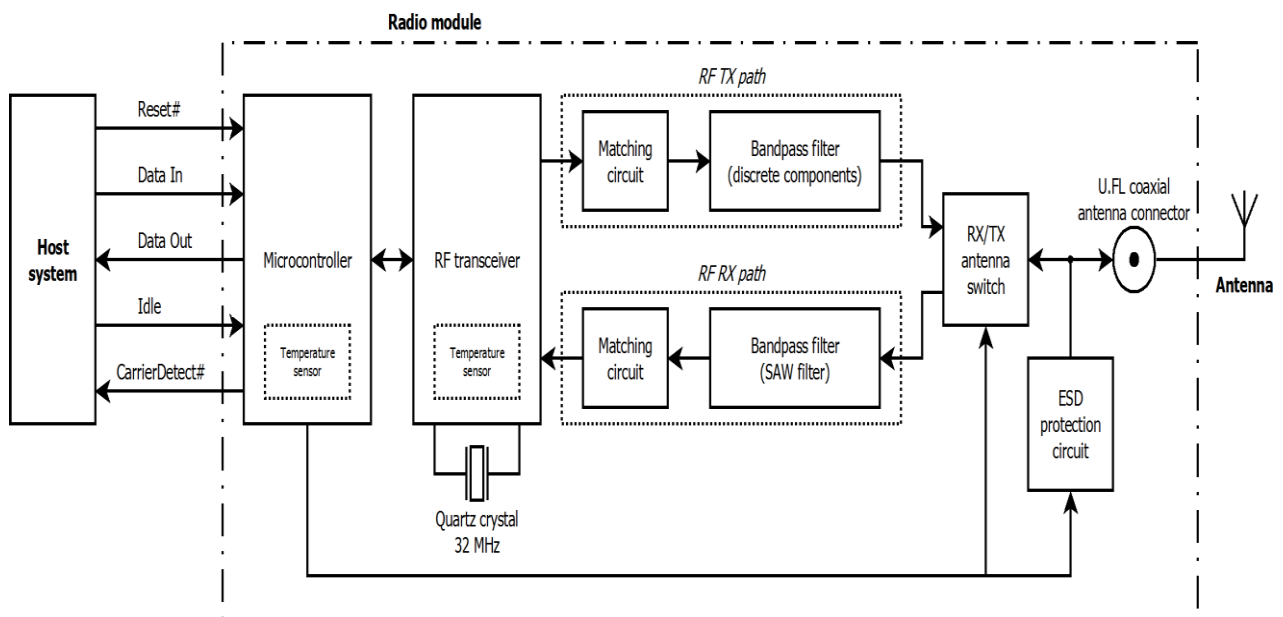 Radio module
Host
system
Reset#
Data In
Data Out
Idle
CarrierDetect#
Microcontroller
Temperature
sensor
RF transceiver
Temperature
sensor
Quartz crystal
32 MHz
RF TX path
Matching
circuit
Bandpass filter
(discrete components)
RF RX path
Matching
circuit
Bandpass filter
(SAW filter)
RX/TX
antenna
switch
U.FL coaxial
antenna connector
Antenna
ESD
protection
circuit